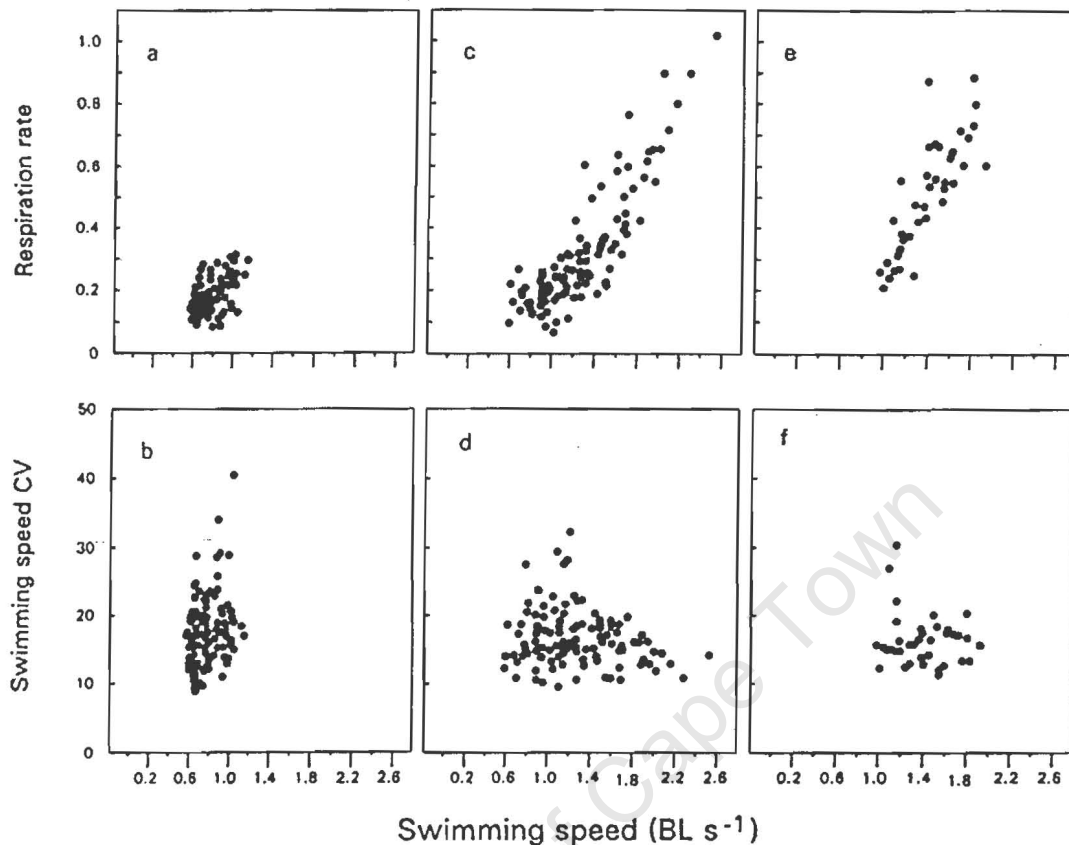 a
c
e
Respiration rate
1.0
0.8
0.6
0.4
0.2
0
b
d
f
Swimming speed CV
50
40
30
20
10
0
0.2 0.6 1.0 1.4 1.8 2.2 2.6
0.2 0.6 1.0 1.4 1.8 2.2 2.6
0.2 0.6 1.0 1.4 1.8 2.2 2.6
Swimming speed (BL s⁻¹)
of Cape Town